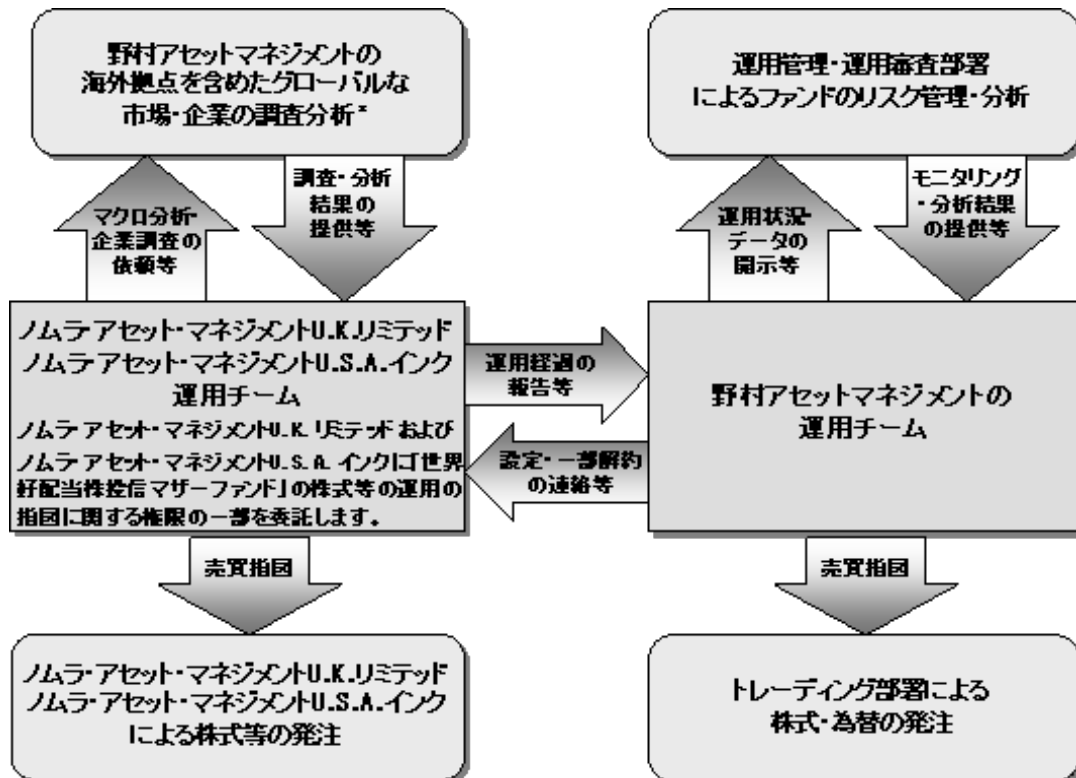 野村アセットマネジメントの
海外拠点を含めたグローバルな
市場・企業の調査分析*
運用管理・運用審査部署
によるファンドのリスク管理・分析
マクロ分析・
企業調査の
依頼等
調査・分析
結果の
提供等
運用状況・
データの
開示等
モニタリング
・分析結果
の提供等
ノムラ・アセット・マネジメントU.K.リミテッド
ノムラ・アセット・マネジメントU.S.A.インク
運用チーム
ノムラ・アセット・マネジメントU.K.リミテッドおよび
ノムラ・アセット・マネジメントU.S.A.インクに「世界
好配当株投信マザーファンド」の株式等の運用の
指図に関する権限の一部を委託します。
運用経過の
報告等
設定・一部解約
の連絡等
野村アセットマネジメントの
運用チーム
売買指図
売買指図
ノムラ・アセット・マネジメントU.K.リミテッド
ノムラ・アセット・マネジメントU.S.A.インク
による株式等の発注
トレーディング部署による
株式・為替の発注